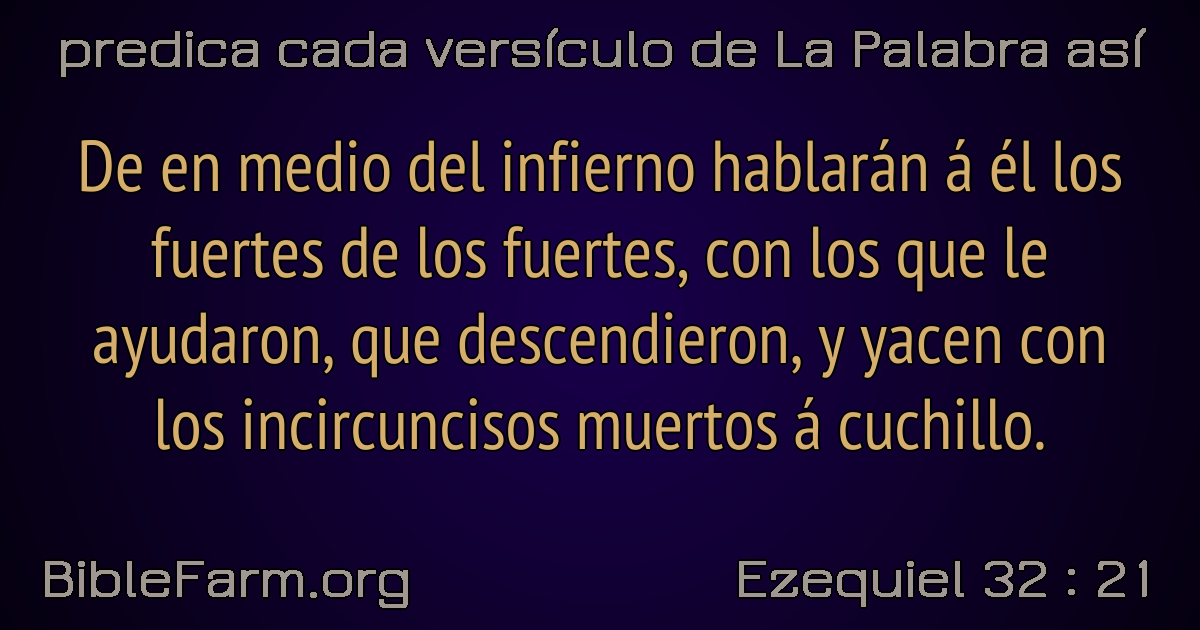 predica cada versículo de La Palabra así
De en medio del infierno hablarán á él los
fuertes de los fuertes, con los que le
ayudaron, que descendieron, y yacen con
los incircuncisos muertos á cuchillo.
BibleFarm.org
Ezequiel 32 : 21